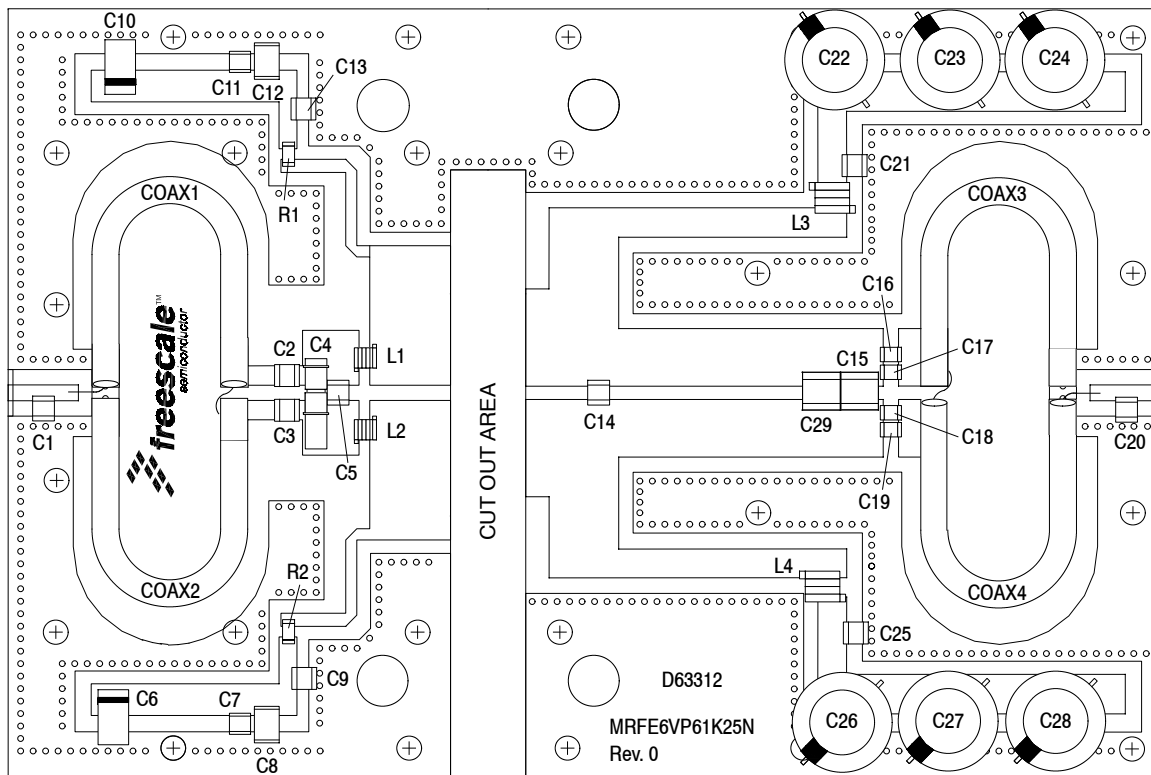 C10
C11
C12
C13
R1
COAX1
C22
C23
C24
C21
L3
COAX3
freescale™
semiconductor
C2
C4
L1
C16
C17
C15
C1
C3
C5
L2
CUT OUT AREA
C14
C29
C18
C19
C20
COAX2
R2
L4
COAX4
C25
C6
C7
C8
C9
D63312
MRFE6VP61K25N
Rev. 0
C26
C27
C28